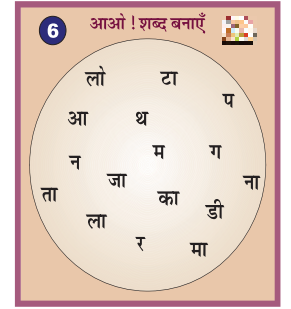 6 आओ ! शब्द बनाएँ
लो टा
प
आ थ
म ग
न
जा ना
ता का
डी
ला
र मा